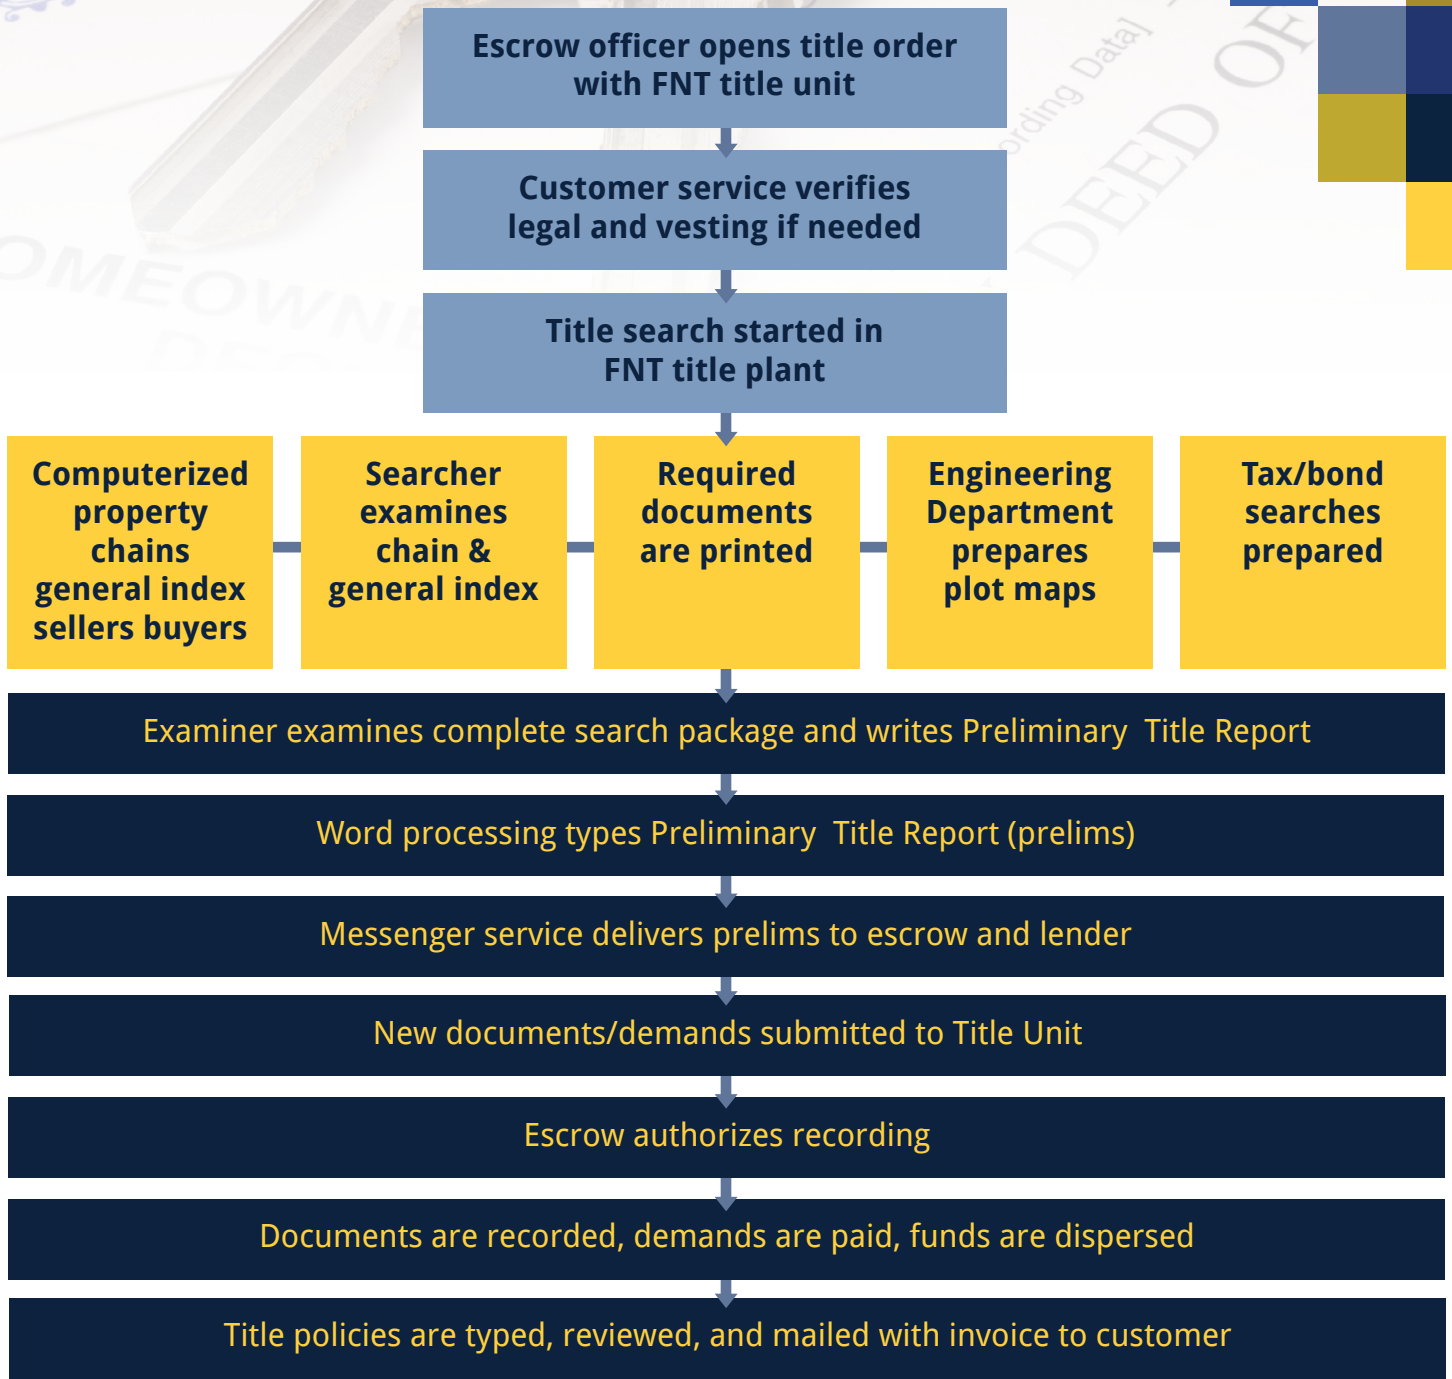 Escrow officer opens title order
with FNT title unit
ording Data]
DEED OF
Customer service verifies
legal and vesting if needed
OMEOWNE
Title search started in
FNT title plant
Computerized
property
chains
general index
sellers buyers
Searcher
examines
chain &
general index
Required
documents
are printed
Engineering
Department
prepares
plot maps
Tax/bond
searches
prepared
Examiner examines complete search package and writes Preliminary  Title Report
Word processing types Preliminary  Title Report (prelims)
Messenger service delivers prelims to escrow and lender
New documents/demands submitted to Title Unit
Escrow authorizes recording
Documents are recorded, demands are paid, funds are dispersed
Title policies are typed, reviewed, and mailed with invoice to customer